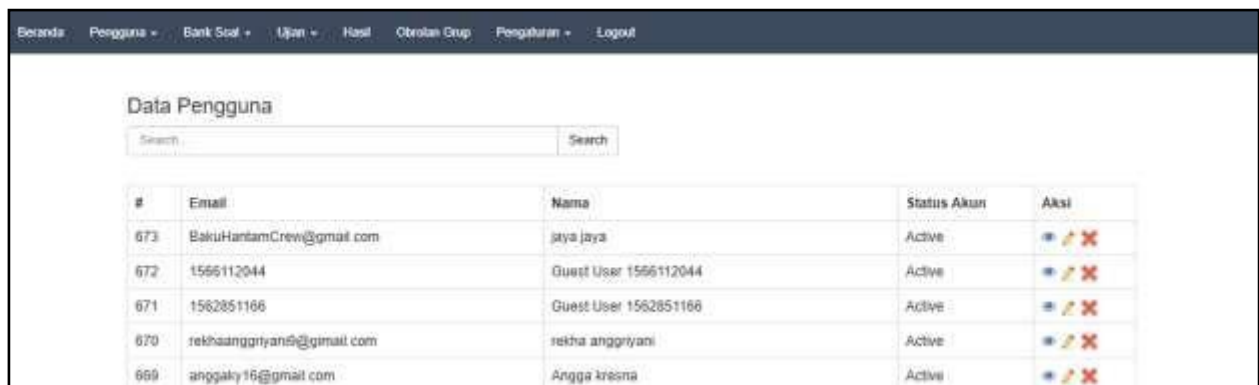 Beranda Pengguna Bank Soal Ujian Hasil Obrolan Grup Pengaturan Logout
Data Pengguna
Search... Search
# Email Nama Status Akun Aksi
673 BakuHantamCrew@gmail.com jaya jaya Active
672 1566112044 Guest User 1566112044 Active
671 1562851166 Guest User 1562851166 Active
670 rekhaanggriyani9@gimail.com rekha anggriyani Active
669 anggaky16@gmail.com Angga kresna Active